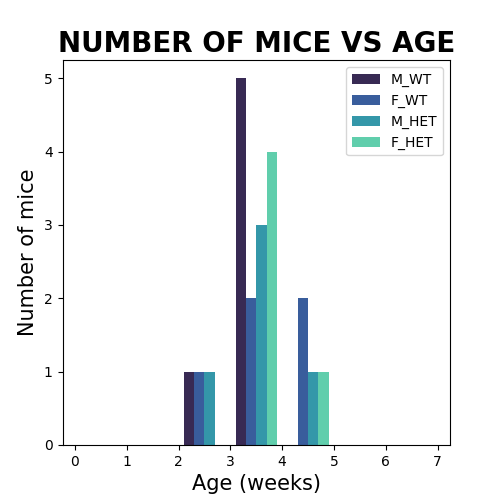 NUMBER OF MICE VS AGE
M_WT
F_WT
M_HET
F_HET
Number of mice
5
4
3
2
1
0
0 1 2 3 4 5 6 7
Age (weeks)